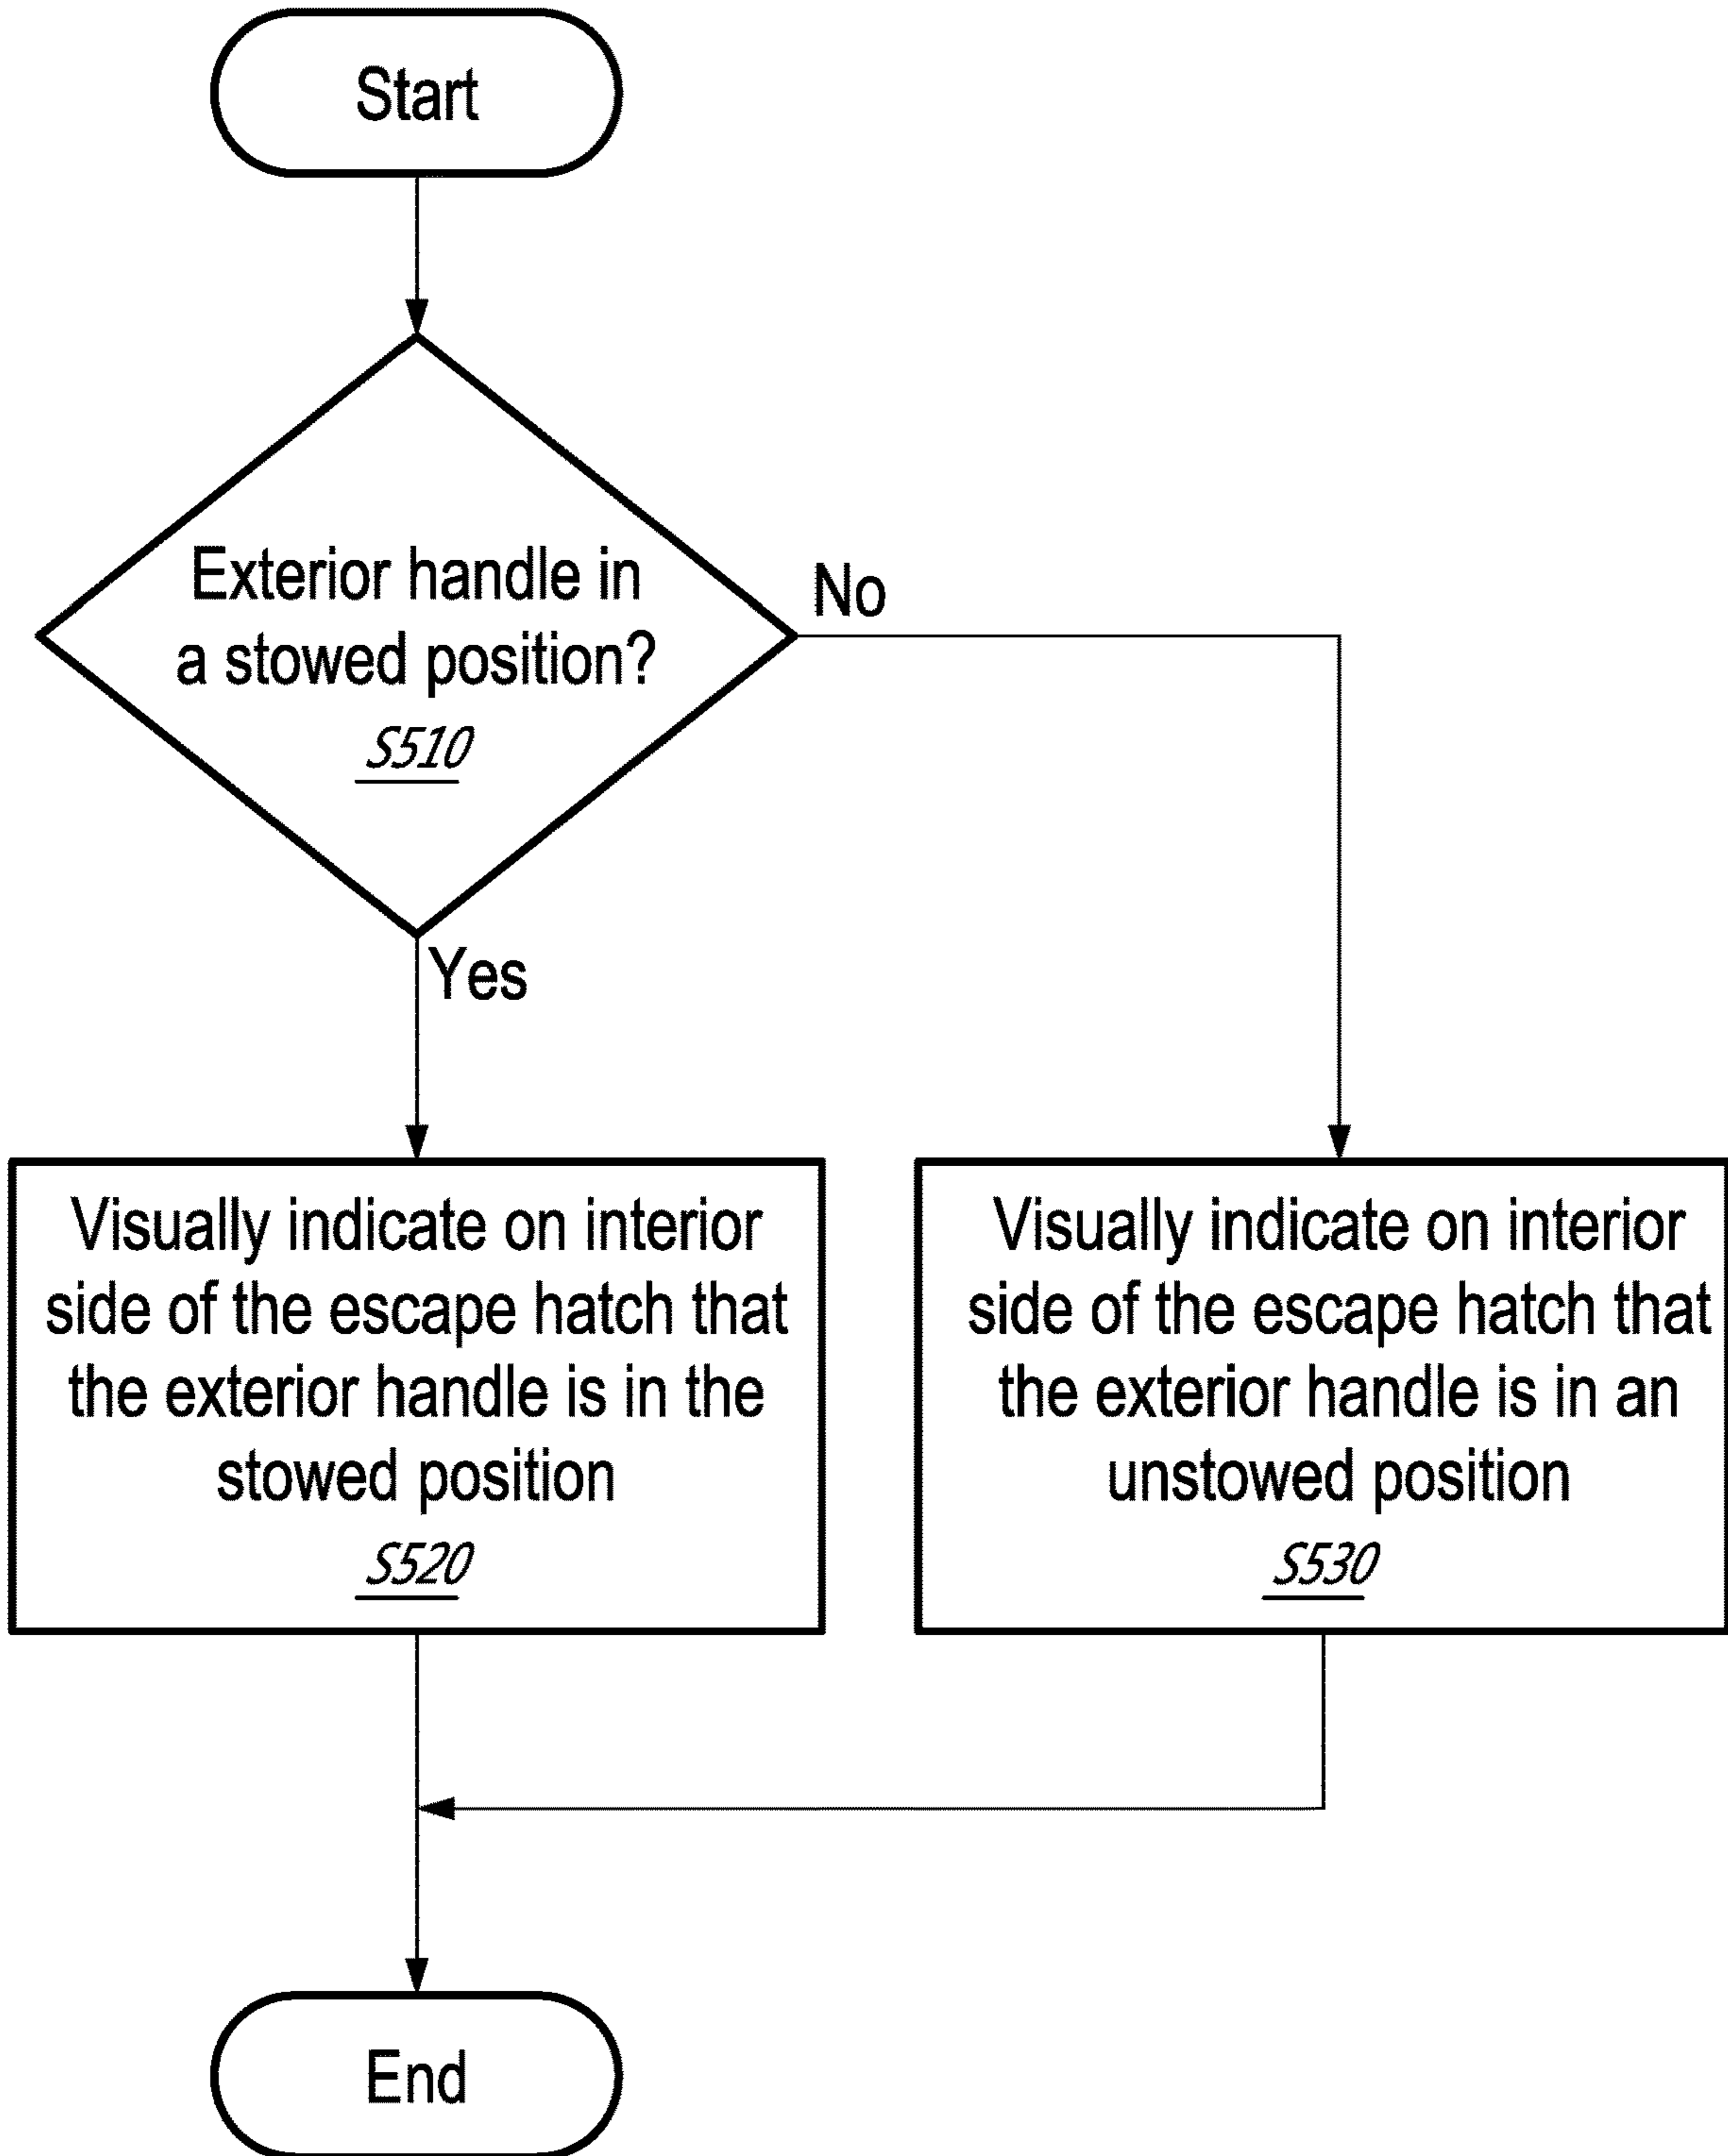 Start
Exterior handle in
a stowed position?
S510
No
Yes
Visually indicate on interior
side of the escape hatch that
the exterior handle is in the
stowed position
S520
Visually indicate on interior
side of the escape hatch that
the exterior handle is in an
unstowed position
S530
End